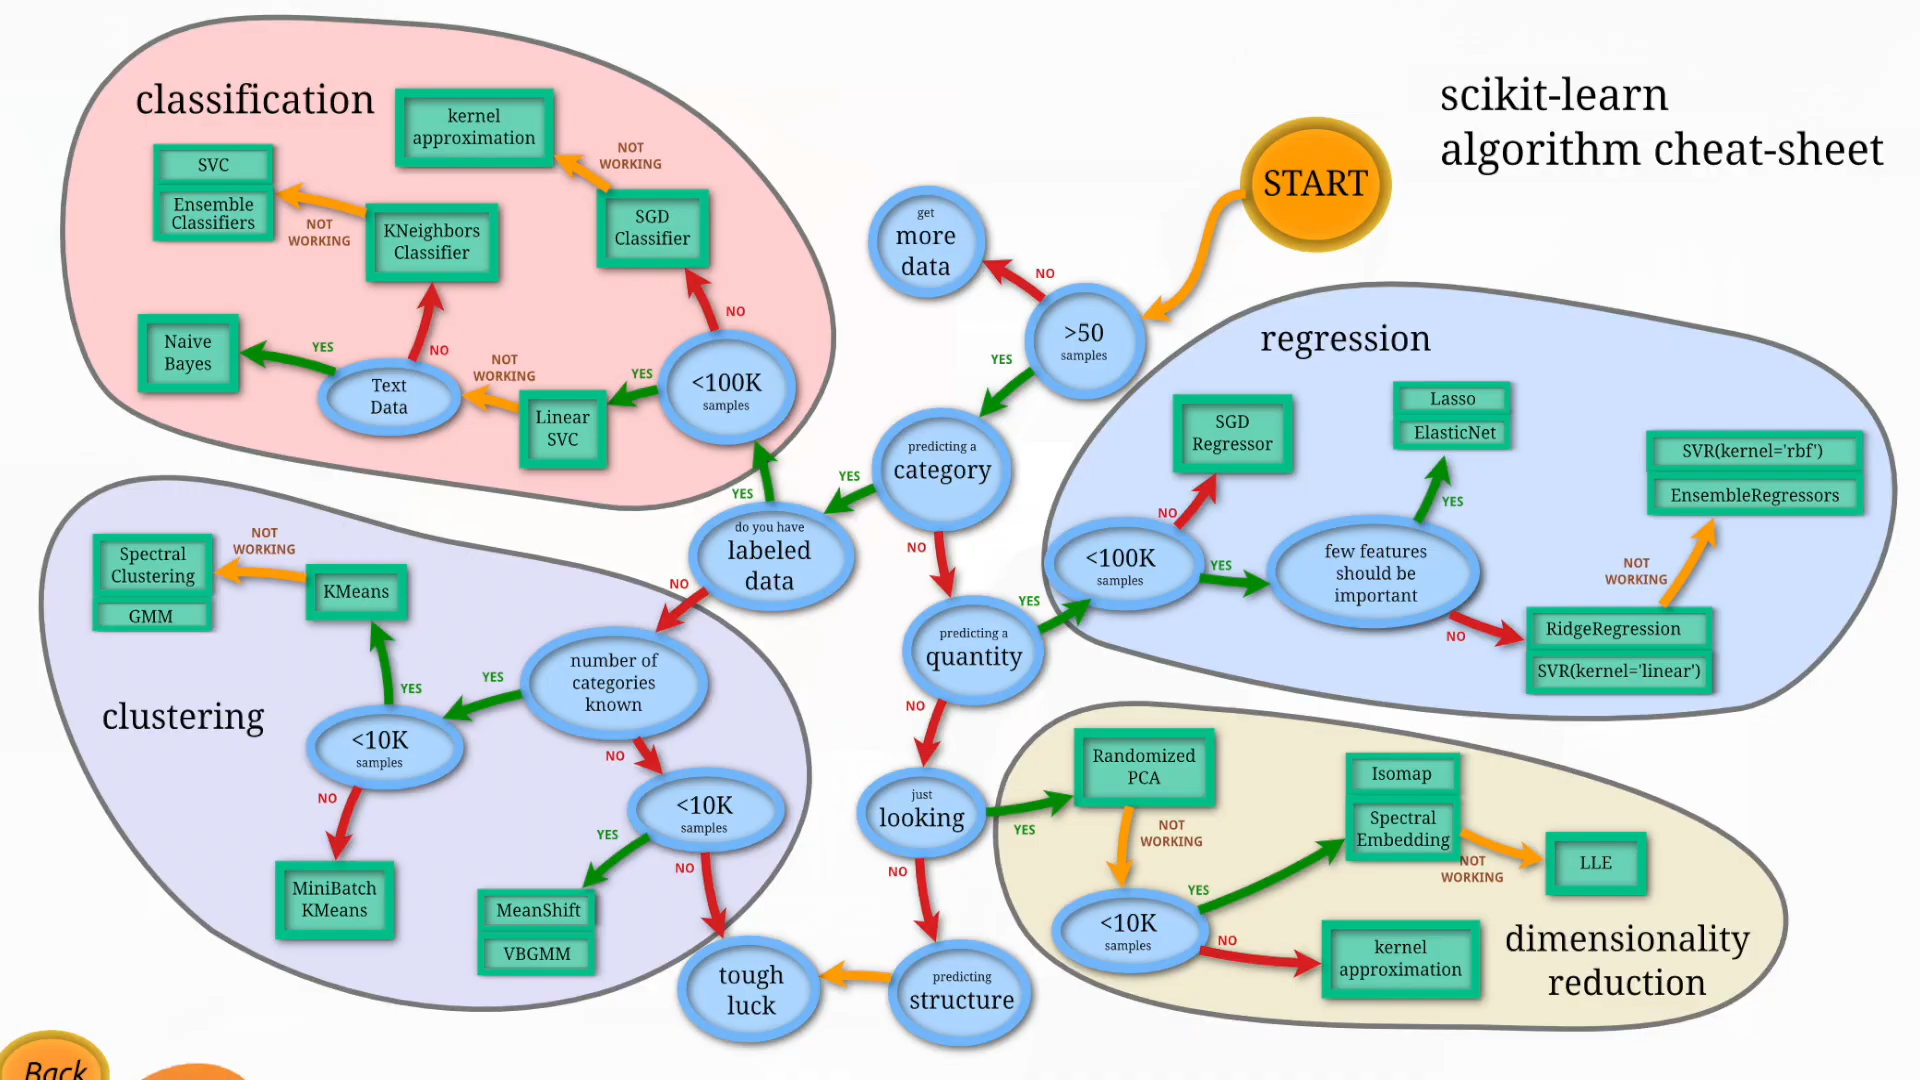 scikit-learn
algorithm cheat-sheet
START
get
more
data
NO
>50
samples
YES
predicting a
category
YES
NO
do you have
labeled
data
YES
NO
predicting a
quantity
YES
NO
just
looking
YES
NO
predicting
structure
tough
luck
classification
kernel
approximation
NOT
WORKING
SVC
Ensemble
Classifiers
NOT
WORKING
KNeighbors
Classifier
SGD
Classifier
NO
<100K
samples
YES
Linear
SVC
NOT
WORKING
Text
Data
NO
YES
Naive
Bayes
regression
SGD
Regressor
NO
<100K
samples
YES
few features
should be
important
YES
Lasso
ElasticNet
NO
RidgeRegression
SVR(kernel='linear')
NOT
WORKING
SVR(kernel='rbf')
EnsembleRegressors
clustering
Spectral
Clustering
GMM
NOT
WORKING
KMeans
YES
<10K
samples
NO
MiniBatch
KMeans
YES
number of
categories
known
NO
<10K
samples
YES
NO
MeanShift
VBGMM
dimensionality
reduction
Randomized
PCA
NOT
WORKING
<10K
samples
YES
Isomap
Spectral
Embedding
NOT
WORKING
LLE
NO
kernel
approximation
Back